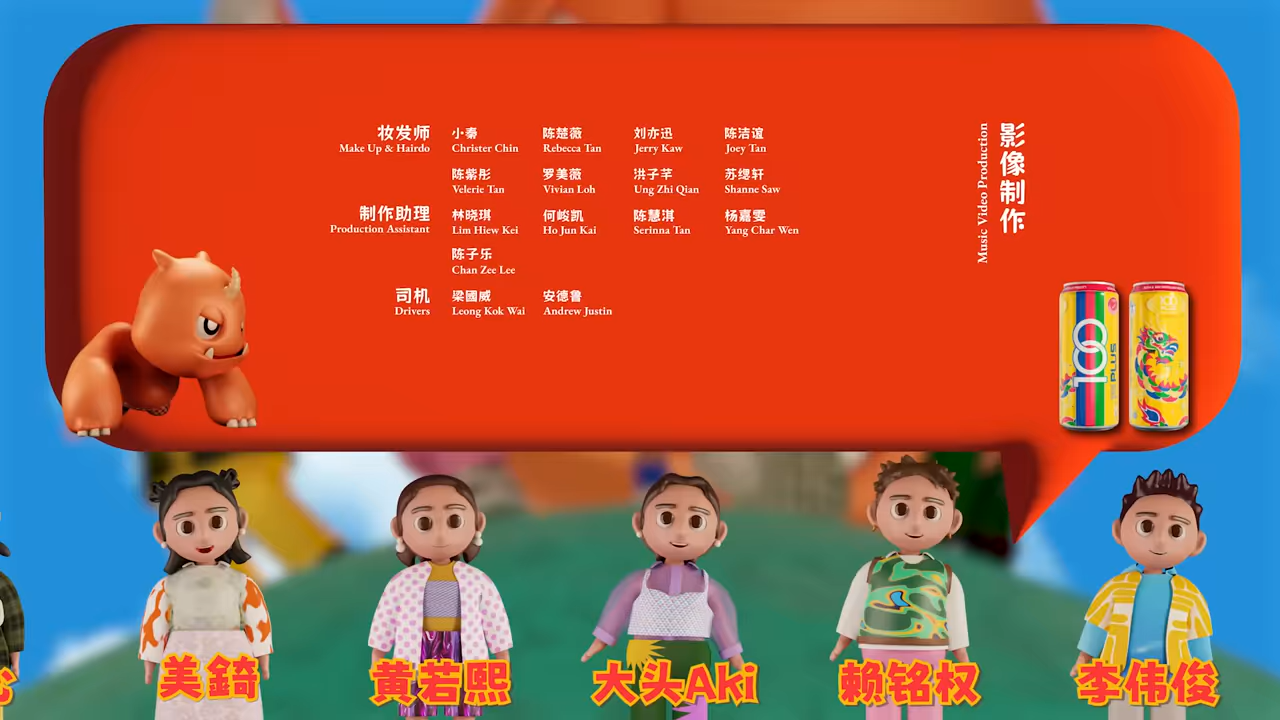 影像制作
Music Video Production
妆发师 小秦 陈楚薇 刘亦迅 陈洁谊
Make Up & Hairdo Christer Chin Rebecca Tan Jerry Kaw Joey Tan
陈紫彤 罗美薇 洪子芊 苏缌轩
Velerie Tan Vivian Loh Ung Zhi Qian Shanne Saw
制作助理 林晓琪 何峻凯 陈慧淇 杨嘉雯
Production Assistant Lim Hiew Kei Ho Jun Kai Serinna Tan Yang Char Wen
陈子乐
Chan Zee Lee
司机 梁國威 安德鲁
Drivers Leong Kok Wai Andrew Justin
100 PLUS
美錡 黄若熙 大头Aki 赖铭权 李伟俊